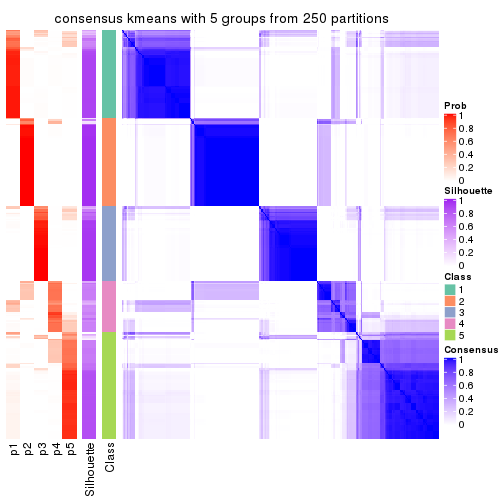 consensus kmeans with 5 groups from 250 partitions
Prob
1
0.8
0.6
0.4
0.2
0
Silhouette
1
0.8
0.6
0.4
0.2
0
Class
1
2
3
4
5
Consensus
1
0.8
0.6
0.4
0.2
0
p1
p2
p3
p4
p5
Silhouette
Class